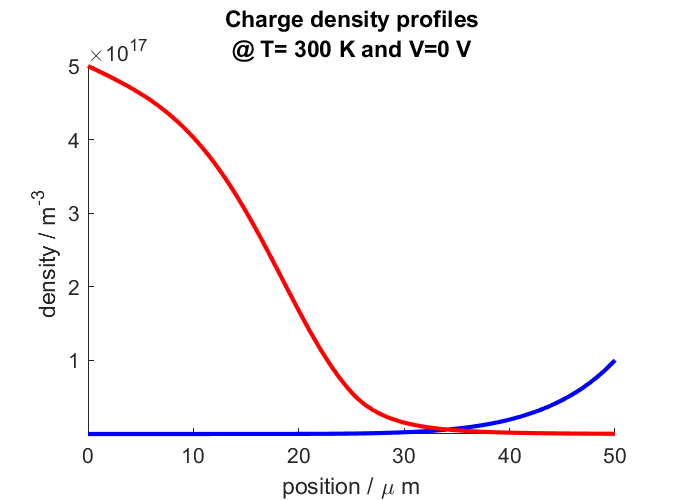 Charge density profiles
@ T= 300 K and V=0 V
×10^17
density / m^-3
5
4
3
2
1
0 10 20 30 40 50
position / μ m